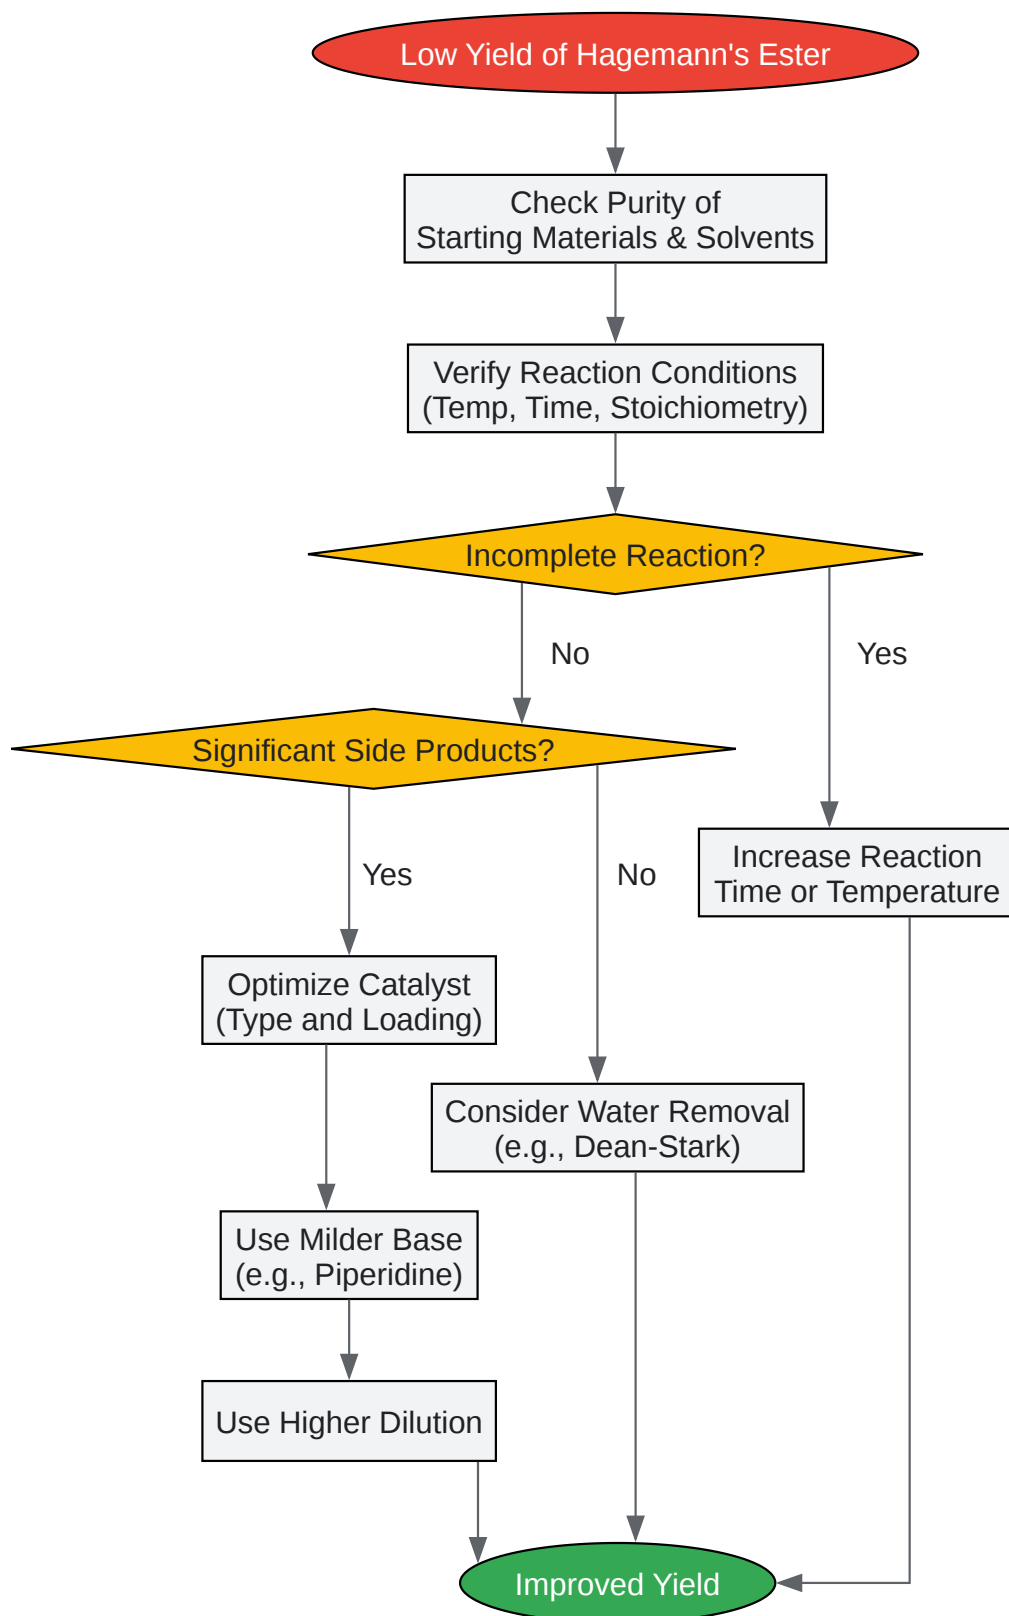 Low Yield of Hagemann's Ester
Check Purity of
Starting Materials & Solvents
Verify Reaction Conditions
(Temp, Time, Stoichiometry)
Incomplete Reaction?
No
Yes
Significant Side Products?
Yes
No
Increase Reaction
Time or Temperature
Optimize Catalyst
(Type and Loading)
Consider Water Removal
(e.g., Dean-Stark)
Use Milder Base
(e.g., Piperidine)
Use Higher Dilution
Improved Yield